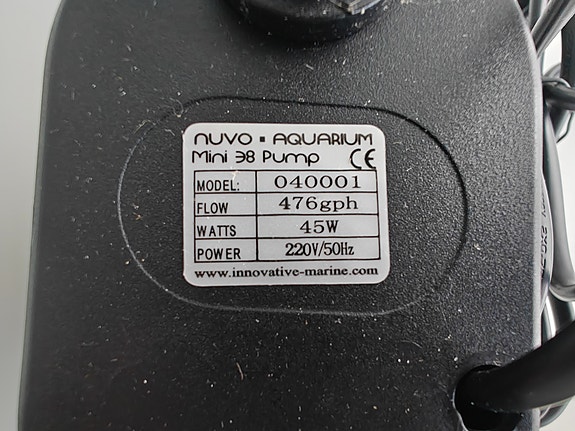 nuvo ▪ AQUARIUM
Mini 38 Pump CE
MODEL: 040001
FLOW 476gph
WATTS 45W
POWER 220V/50Hz
www.innovative-marine.com